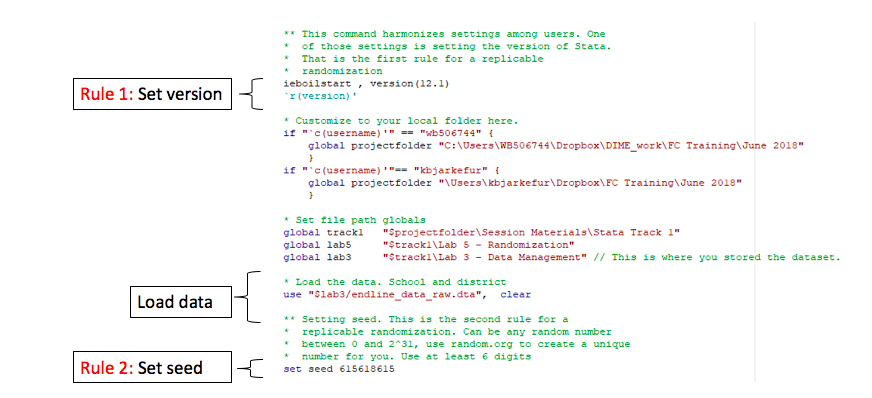 ** This command harmonizes settings among users. One
* of those settings is setting the version of Stata.
* That is the first rule for a replicable
* randomization
Rule 1: Set version
ieboilstart , version(12.1)
`r(version)'
* Customize to your local folder here.
if "`c(username)'" == "wb506744" {
global projectfolder "C:\Users\WB506744\Dropbox\DIME_work\FC Training\June 2018"
}
if "`c(username)'"== "kbjarkefur" {
global projectfolder "\Users\kbjarkefur\Dropbox\FC Training\June 2018"
}
* Set file path globals
global track1 "$projectfolder\Session Materials\Stata Track 1"
global lab5 "$track1\Lab 5 - Randomization"
global lab3 "$track1\Lab 3 - Data Management" // This is where you stored the dataset.
Load data
* Load the data. School and district
use "$lab3/endline_data_raw.dta", clear
** Setting seed. This is the second rule for a
* replicable randomization. Can be any random number
* between 0 and 2^31, use random.org to create a unique
* number for you. Use at least 6 digits
Rule 2: Set seed
set seed 615618615